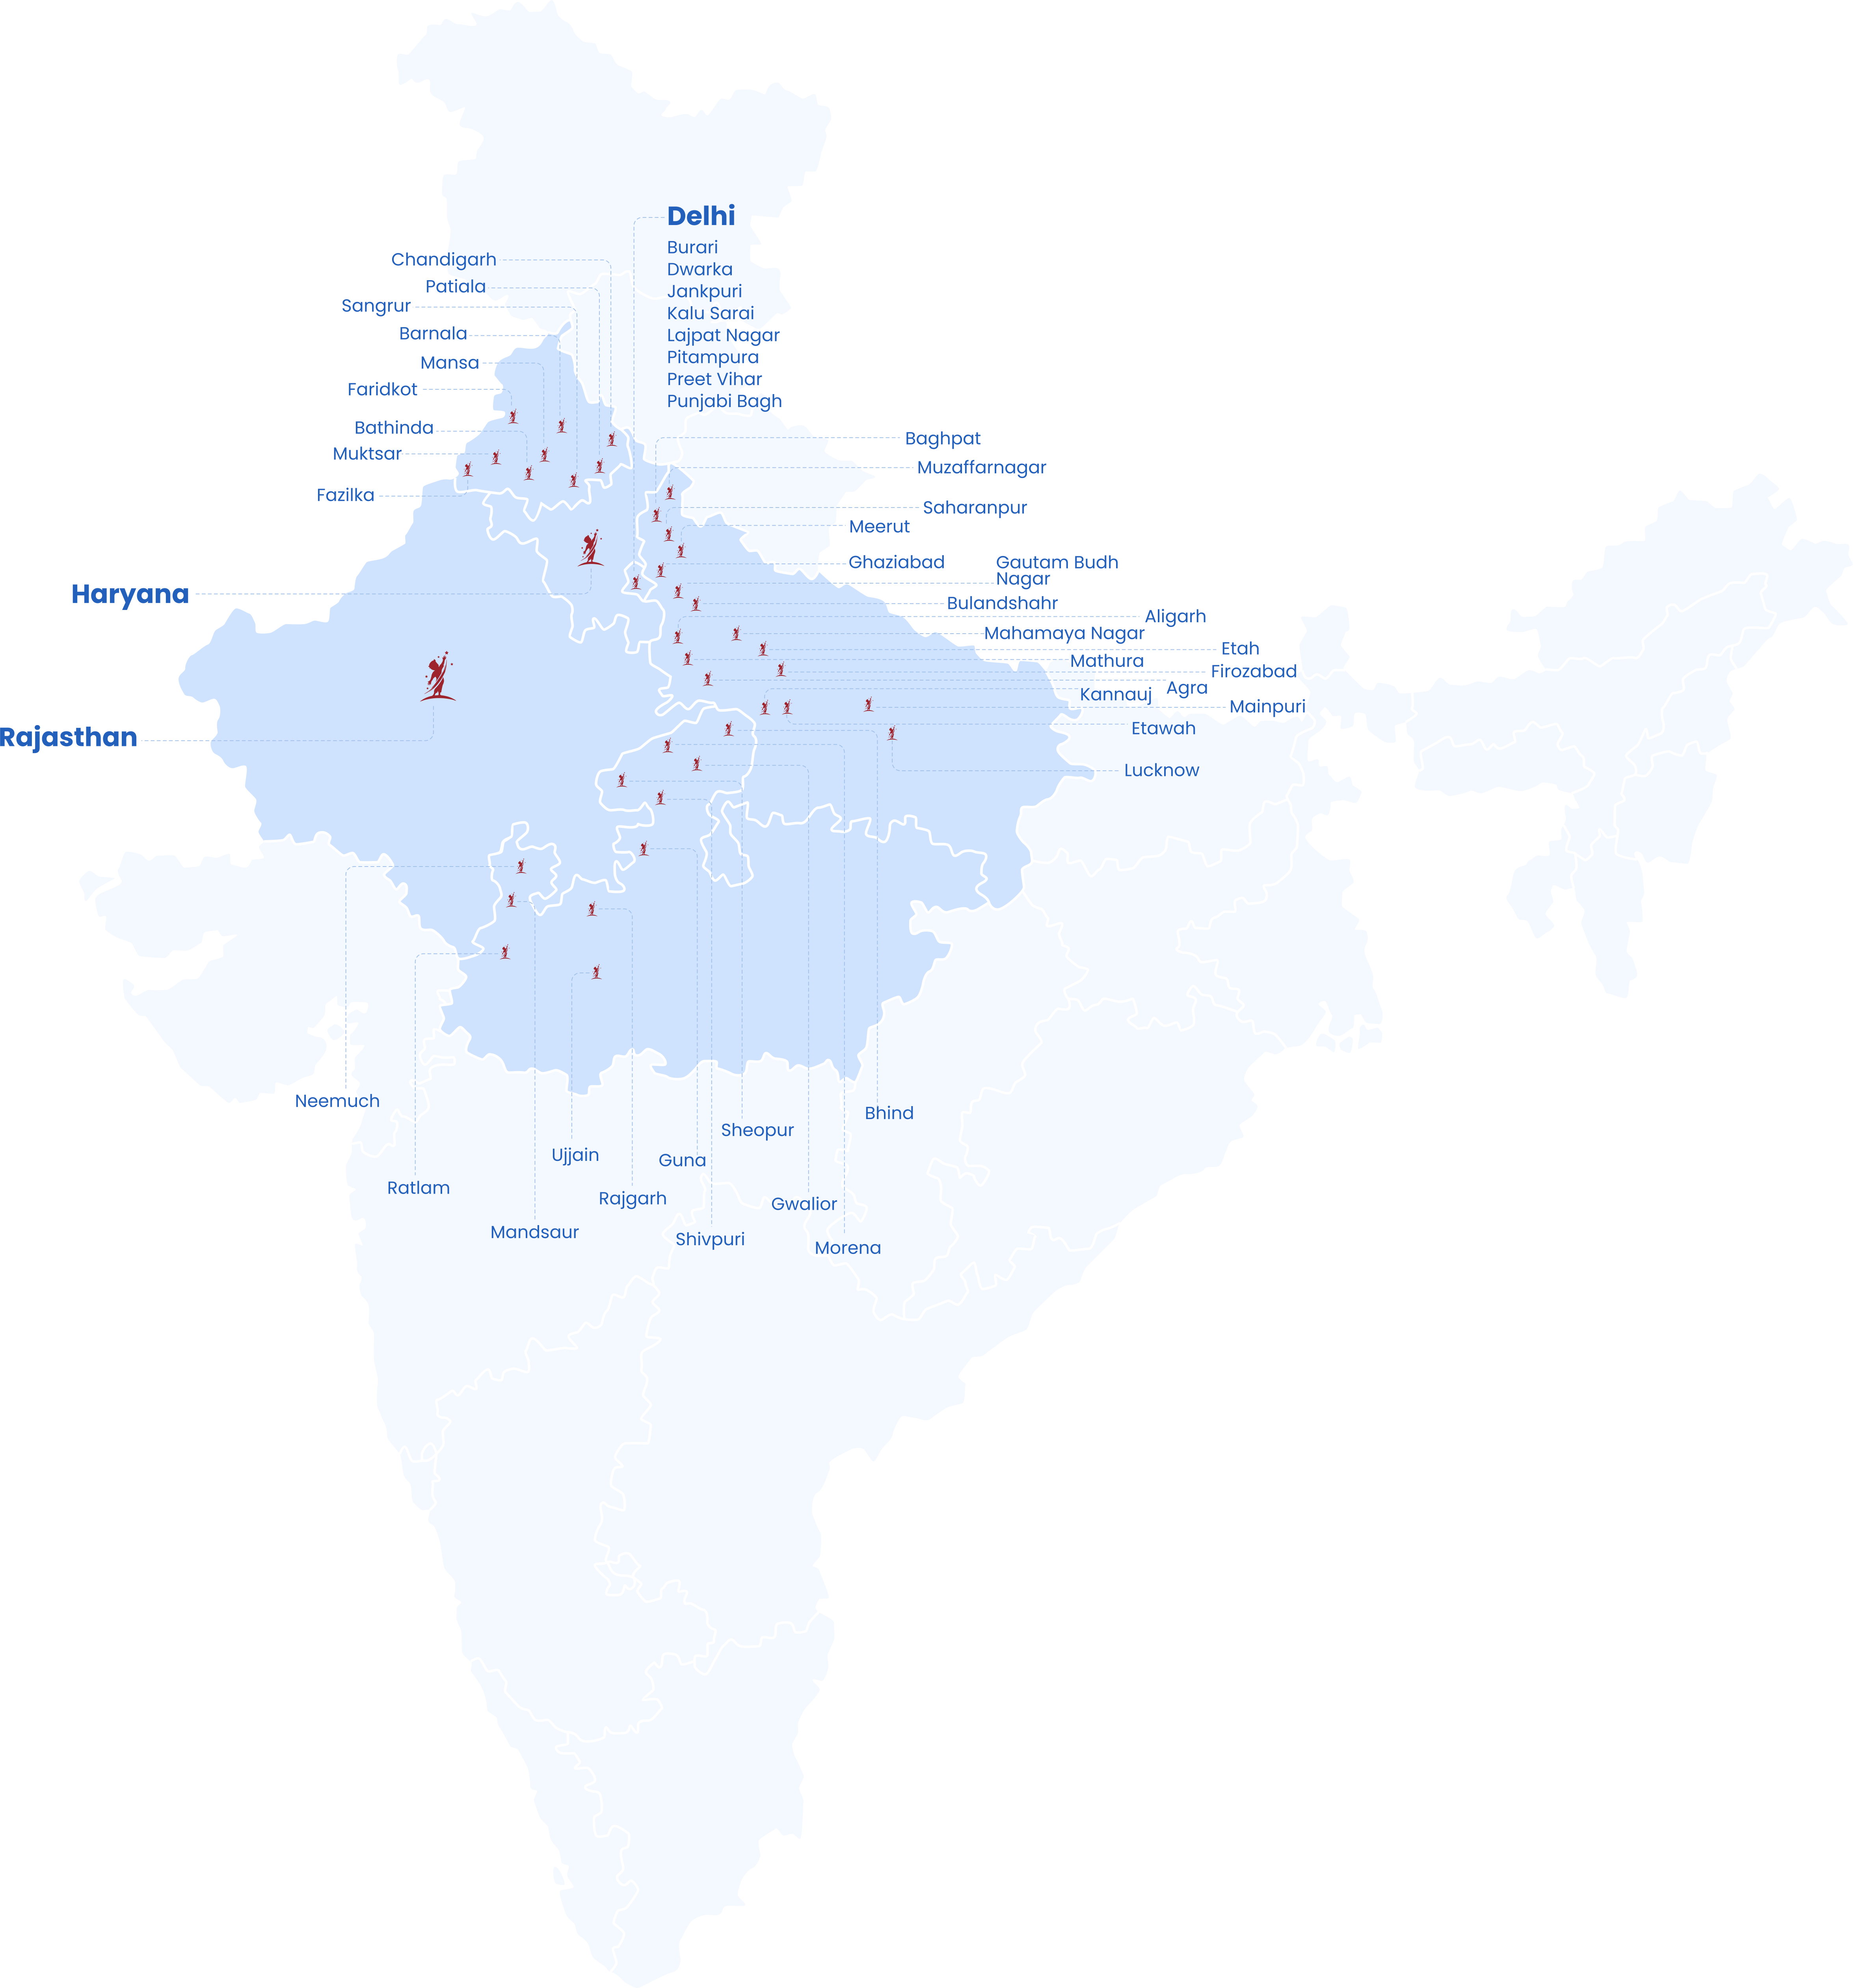 Delhi
Burari
Dwarka
Jankpuri
Kalu Sarai
Lajpat Nagar
Pitampura
Preet Vihar
Punjabi Bagh
Chandigarh
Patiala
Sangrur
Barnala
Mansa
Faridkot
Bathinda
Muktsar
Fazilka
Haryana
Rajasthan
Baghpat
Muzaffarnagar
Saharanpur
Meerut
Ghaziabad
Gautam Budh
Nagar
Bulandshahr
Aligarh
Mahamaya Nagar
Etah
Mathura
Firozabad
Agra
Kannauj
Mainpuri
Etawah
Lucknow
Neemuch
Bhind
Sheopur
Ujjain
Guna
Ratlam
Rajgarh
Gwalior
Mandsaur
Shivpuri
Morena